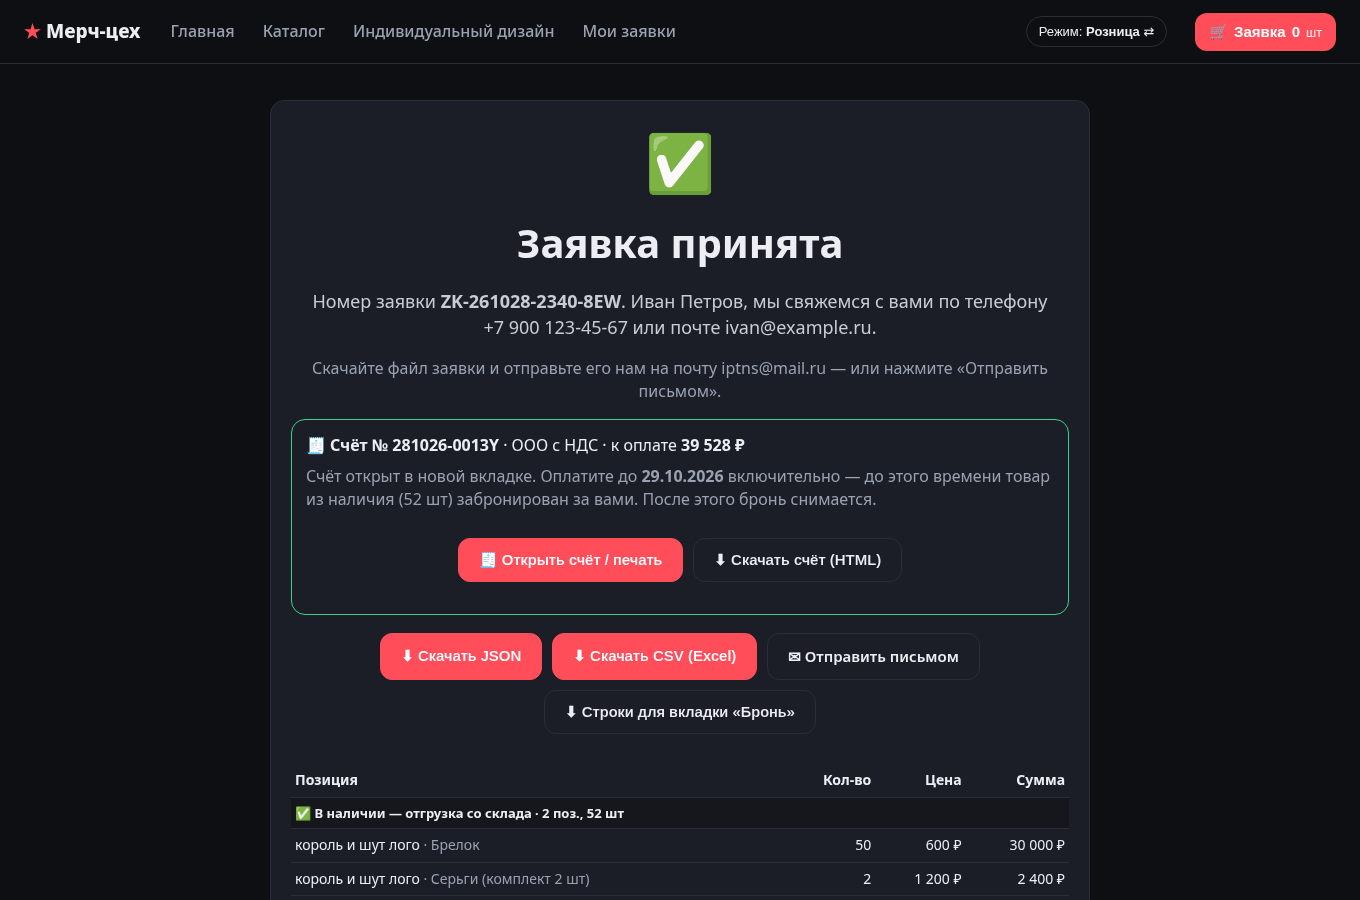 ★ Мерч-цех Главная Каталог Индивидуальный дизайн Мои заявки Режим: Розница ⇄ 🛒 Заявка 0 шт
✅
Заявка принята
Номер заявки ZK-261028-2340-8EW. Иван Петров, мы свяжемся с вами по телефону
+7 900 123-45-67 или почте ivan@example.ru.
Скачайте файл заявки и отправьте его нам на почту iptns@mail.ru — или нажмите «Отправить
письмом».
🧾 Счёт № 281026-0013Y · ООО с НДС · к оплате 39 528 ₽
Счёт открыт в новой вкладке. Оплатите до 29.10.2026 включительно — до этого времени товар
из наличия (52 шт) забронирован за вами. После этого бронь снимается.
🧾 Открыть счёт / печать ⬇ Скачать счёт (HTML)
⬇ Скачать JSON ⬇ Скачать CSV (Excel) ✉ Отправить письмом
⬇ Строки для вкладки «Бронь»
Позиция Кол-во Цена Сумма
✅ В наличии — отгрузка со склада · 2 поз., 52 шт
король и шут лого · Брелок 50 600 ₽ 30 000 ₽
король и шут лого · Серьги (комплект 2 шт) 2 1 200 ₽ 2 400 ₽